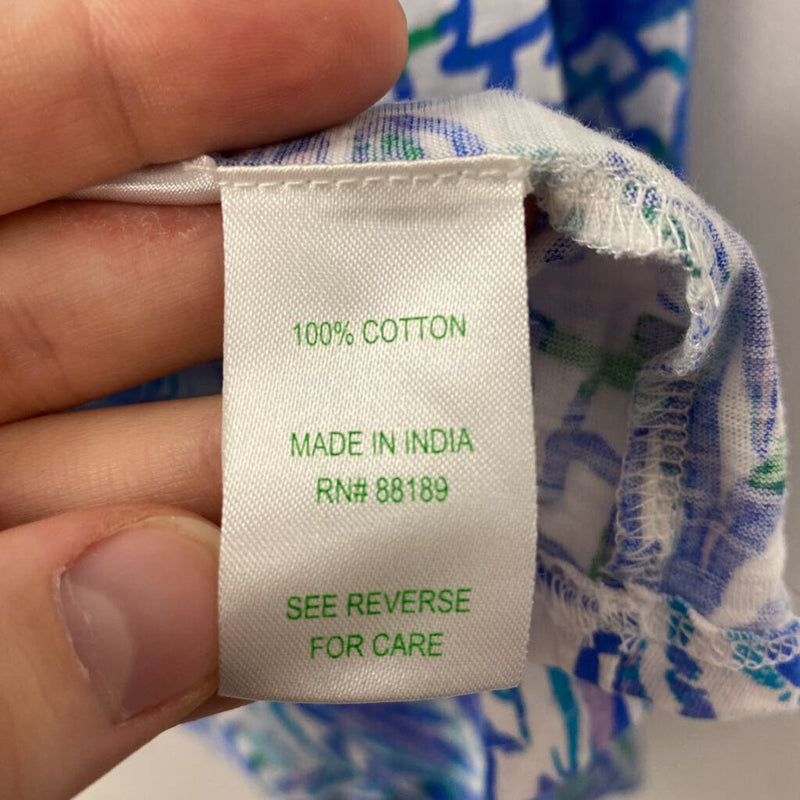 100% COTTON
MADE IN INDIA
RN# 88189
SEE REVERSE
FOR CARE